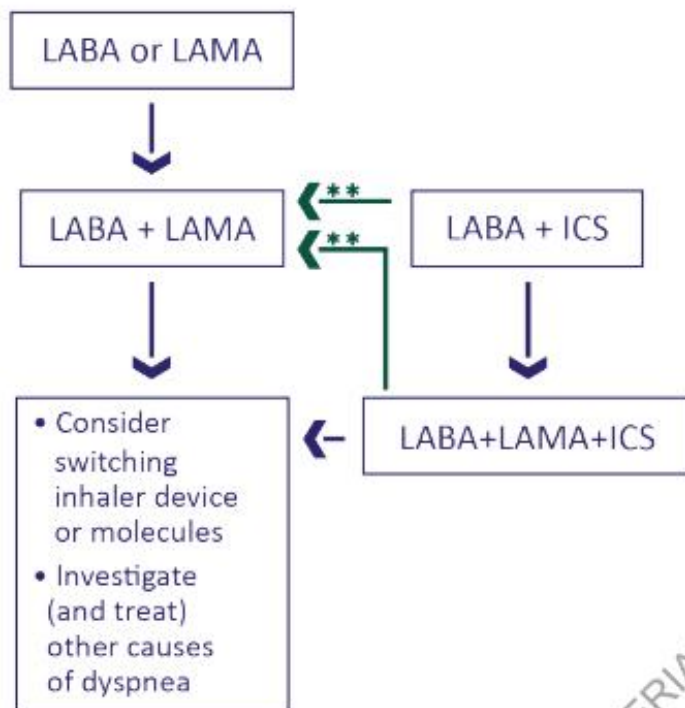 LABA or LAMA
LABA + LAMA
**
**
LABA + ICS
• Consider
switching
inhaler device
or molecules
• Investigate
(and treat)
other causes
of dyspnea
LABA+LAMA+ICS